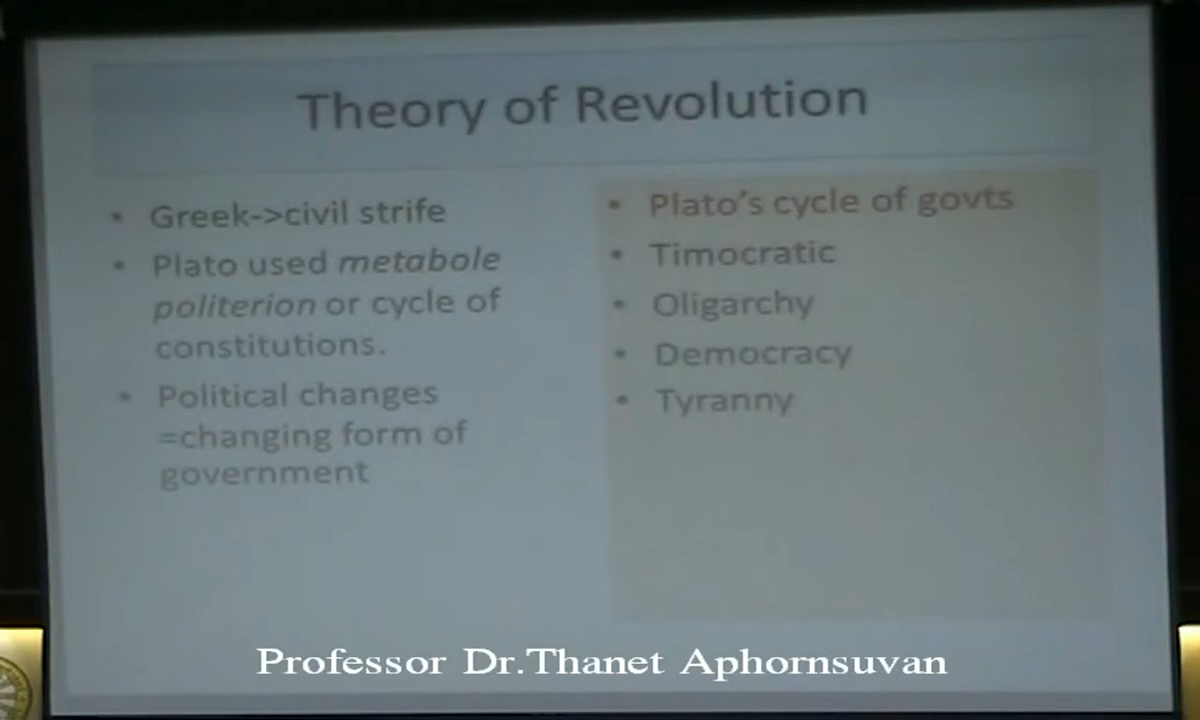 Theory of Revolution
• Greek->civil strife
• Plato used metabole
politerion or cycle of
constitutions.
• Political changes
=changing form of
government
• Plato's cycle of govts
• Timocratic
• Oligarchy
• Democracy
• Tyranny
Professor Dr.Thanet Aphornsuvan